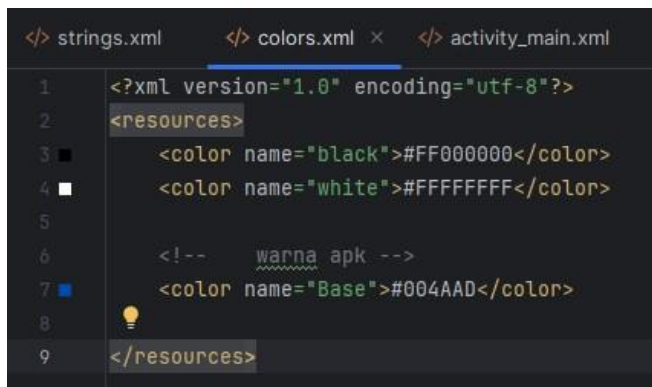 strings.xml colors.xml activity_main.xml
1 <?xml version="1.0" encoding="utf-8"?>
2 <resources>
3 <color name="black">#FF000000</color>
4 <color name="white">#FFFFFFFF</color>
5
6 <!-- warna apk -->
7 <color name="Base">#004AAD</color>
8
9 </resources>